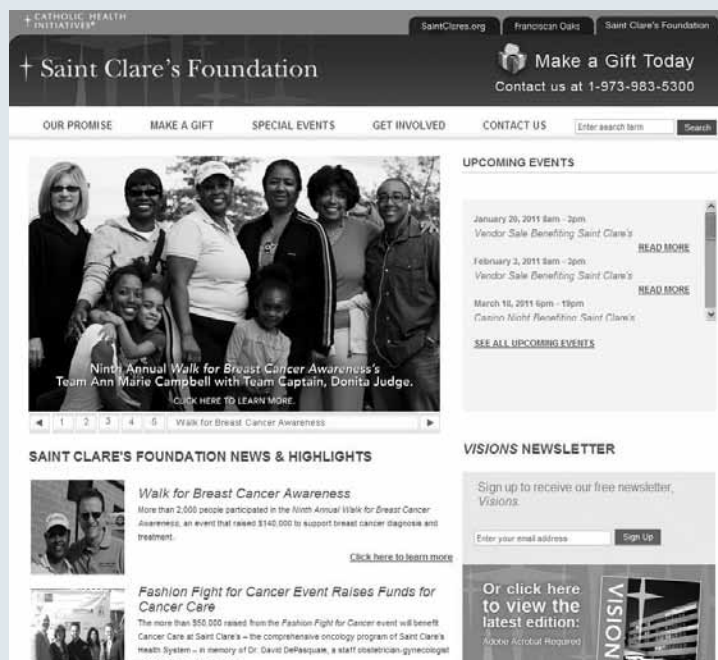 CATHOLIC HEALTH
INITIATIVES®
SaintClares.org
Franciscan Oaks
Saint Clare's Foundation
Saint Clare's Foundation
Make a Gift Today
Contact us at 1-973-983-5300
OUR PROMISE
MAKE A GIFT
SPECIAL EVENTS
GET INVOLVED
CONTACT US
Enter search term
Search
Ninth Annual Walk for Breast Cancer Awareness's
Team Ann Marie Campbell with Team Captain, Donita Judge.
CLICK HERE TO LEARN MORE.
1 2 3 4 5 Walk for Breast Cancer Awareness
UPCOMING EVENTS
January 20, 2011 8am - 2pm
Vendor Sale Benefiting Saint Clare's
READ MORE
February 3, 2011 8am - 2pm
Vendor Sale Benefiting Saint Clare's
READ MORE
March 18, 2011 6pm - 19pm
Casino Night Benefiting Saint Clare's
SEE ALL UPCOMING EVENTS
SAINT CLARE'S FOUNDATION NEWS & HIGHLIGHTS
Walk for Breast Cancer Awareness
More than 2,000 people participated in the Ninth Annual Walk for Breast Cancer
Awareness, an event that raised $140,000 to support breast cancer diagnosis and
treatment.
Click here to learn more
Fashion Fight for Cancer Event Raises Funds for
Cancer Care
The more than $50,000 raised from the Fashion Fight for Cancer event will benefit
Cancer Care at Saint Clare's – the comprehensive oncology program of Saint Clare's
Health System – in memory of Dr. David DePasquale, a staff obstetrician-gynecologist
VISIONS NEWSLETTER
Sign up to receive our free newsletter,
Visions.
Enter your email address
Sign Up
Or click here
to view the
latest edition:
Adobe Acrobat Required
VISION